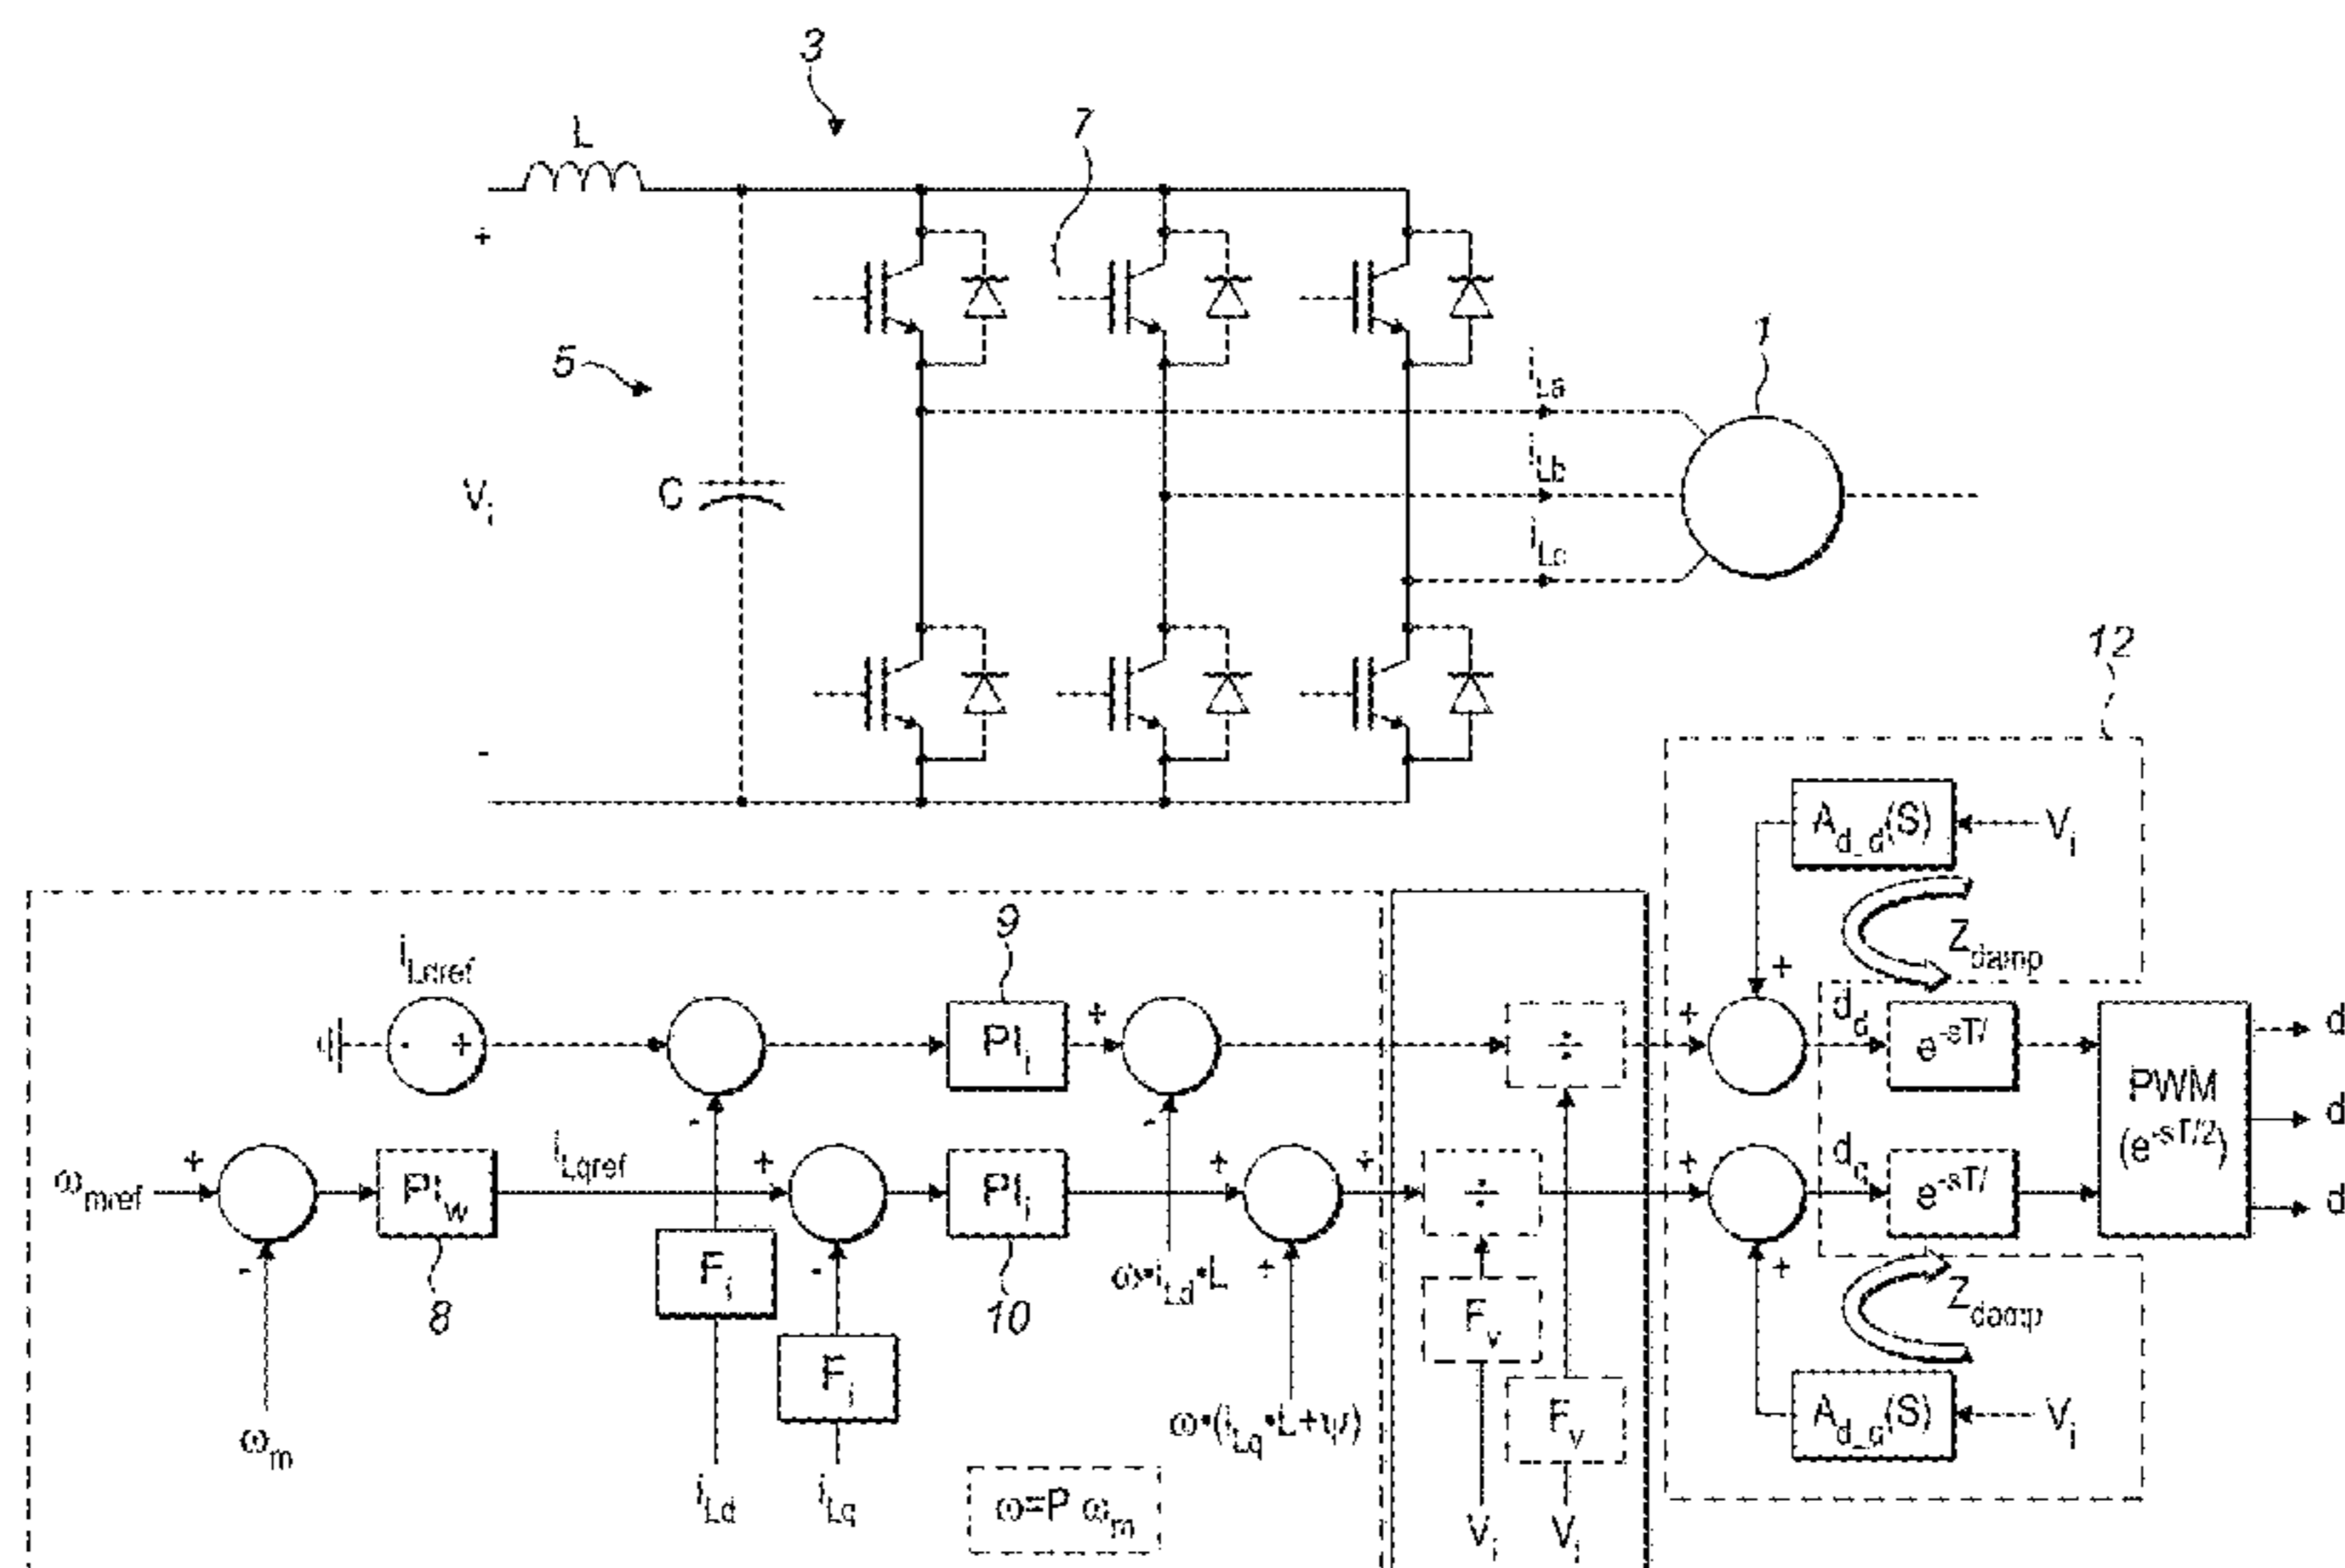 3
L
7
+
5
1
i_La
V_i
C
i_Lb
i_Lc
-
12
A_d_d(S)
V_i
9
Z_damp
+
- +
PI_i
+
+
d_d
e^-sT/
d
-
-
PWM
(e^-sT/2)
d
ω_mref
+
PI_w
i_Lqref
+
PI_i
+
+
÷
÷
+
d_q
e^-sT/
d
-
F_i
-
8
10
+
F_v
+
Z_damp
F_i
ω•(i_Lq•L+ψ)
F_v
A_d_q(S)
V_i
ω_m
i_Ld
i_Lq
ω=P ω_m
V_i
V_i